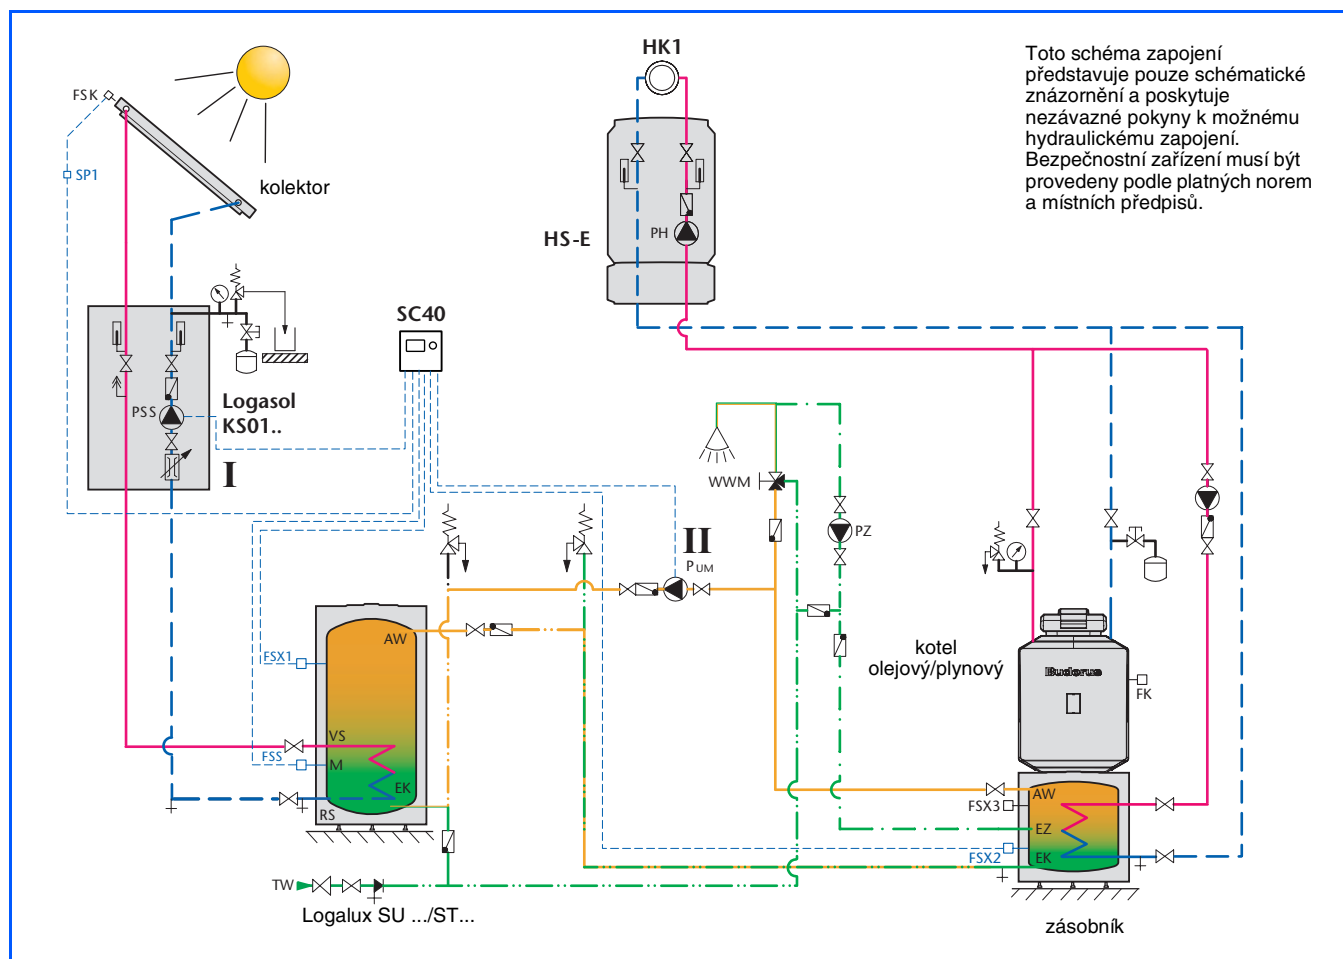 HK1
Toto schéma zapojení
představuje pouze schématické
znázornění a poskytuje
nezávazné pokyny k možnému
hydraulickému zapojení.
Bezpečnostní zařízení musí být
provedeny podle platných norem
a místních předpisů.
FSK
SP1
kolektor
HS-E
PH
SC40
PSS
Logasol
KS01..
I
WWM
PZ
II
PUM
AW
FSX1
kotel
olejový/plynový
Buderus
FK
VS
FSS
M
EK
RS
AW
FSX3
EZ
EK
FSX2
TW
Logalux SU .../ST...
zásobník